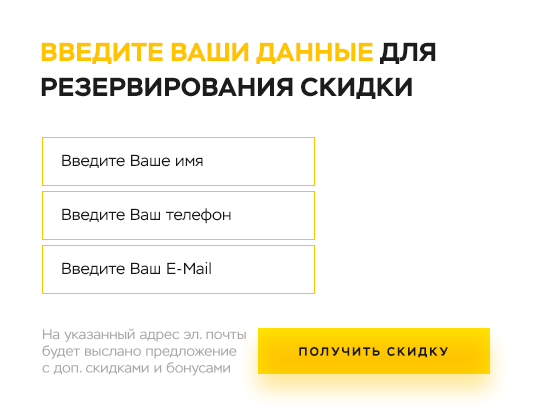 ВВЕДИТЕ ВАШИ ДАННЫЕ ДЛЯ
РЕЗЕРВИРОВАНИЯ СКИДКИ
Введите Ваше имя
Введите Ваш телефон
Введите Ваш E-Mail
На указанный адрес эл. почты
будет выслано предложение
с доп. скидками и бонусами
ПОЛУЧИТЬ СКИДКУ